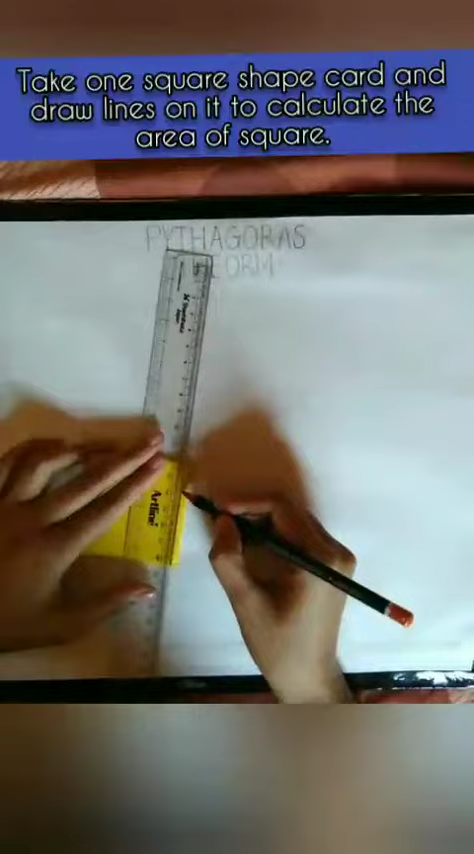 Take one square shape card and
draw lines on it to calculate the
area of square.
PYTHAGORAS
Artline